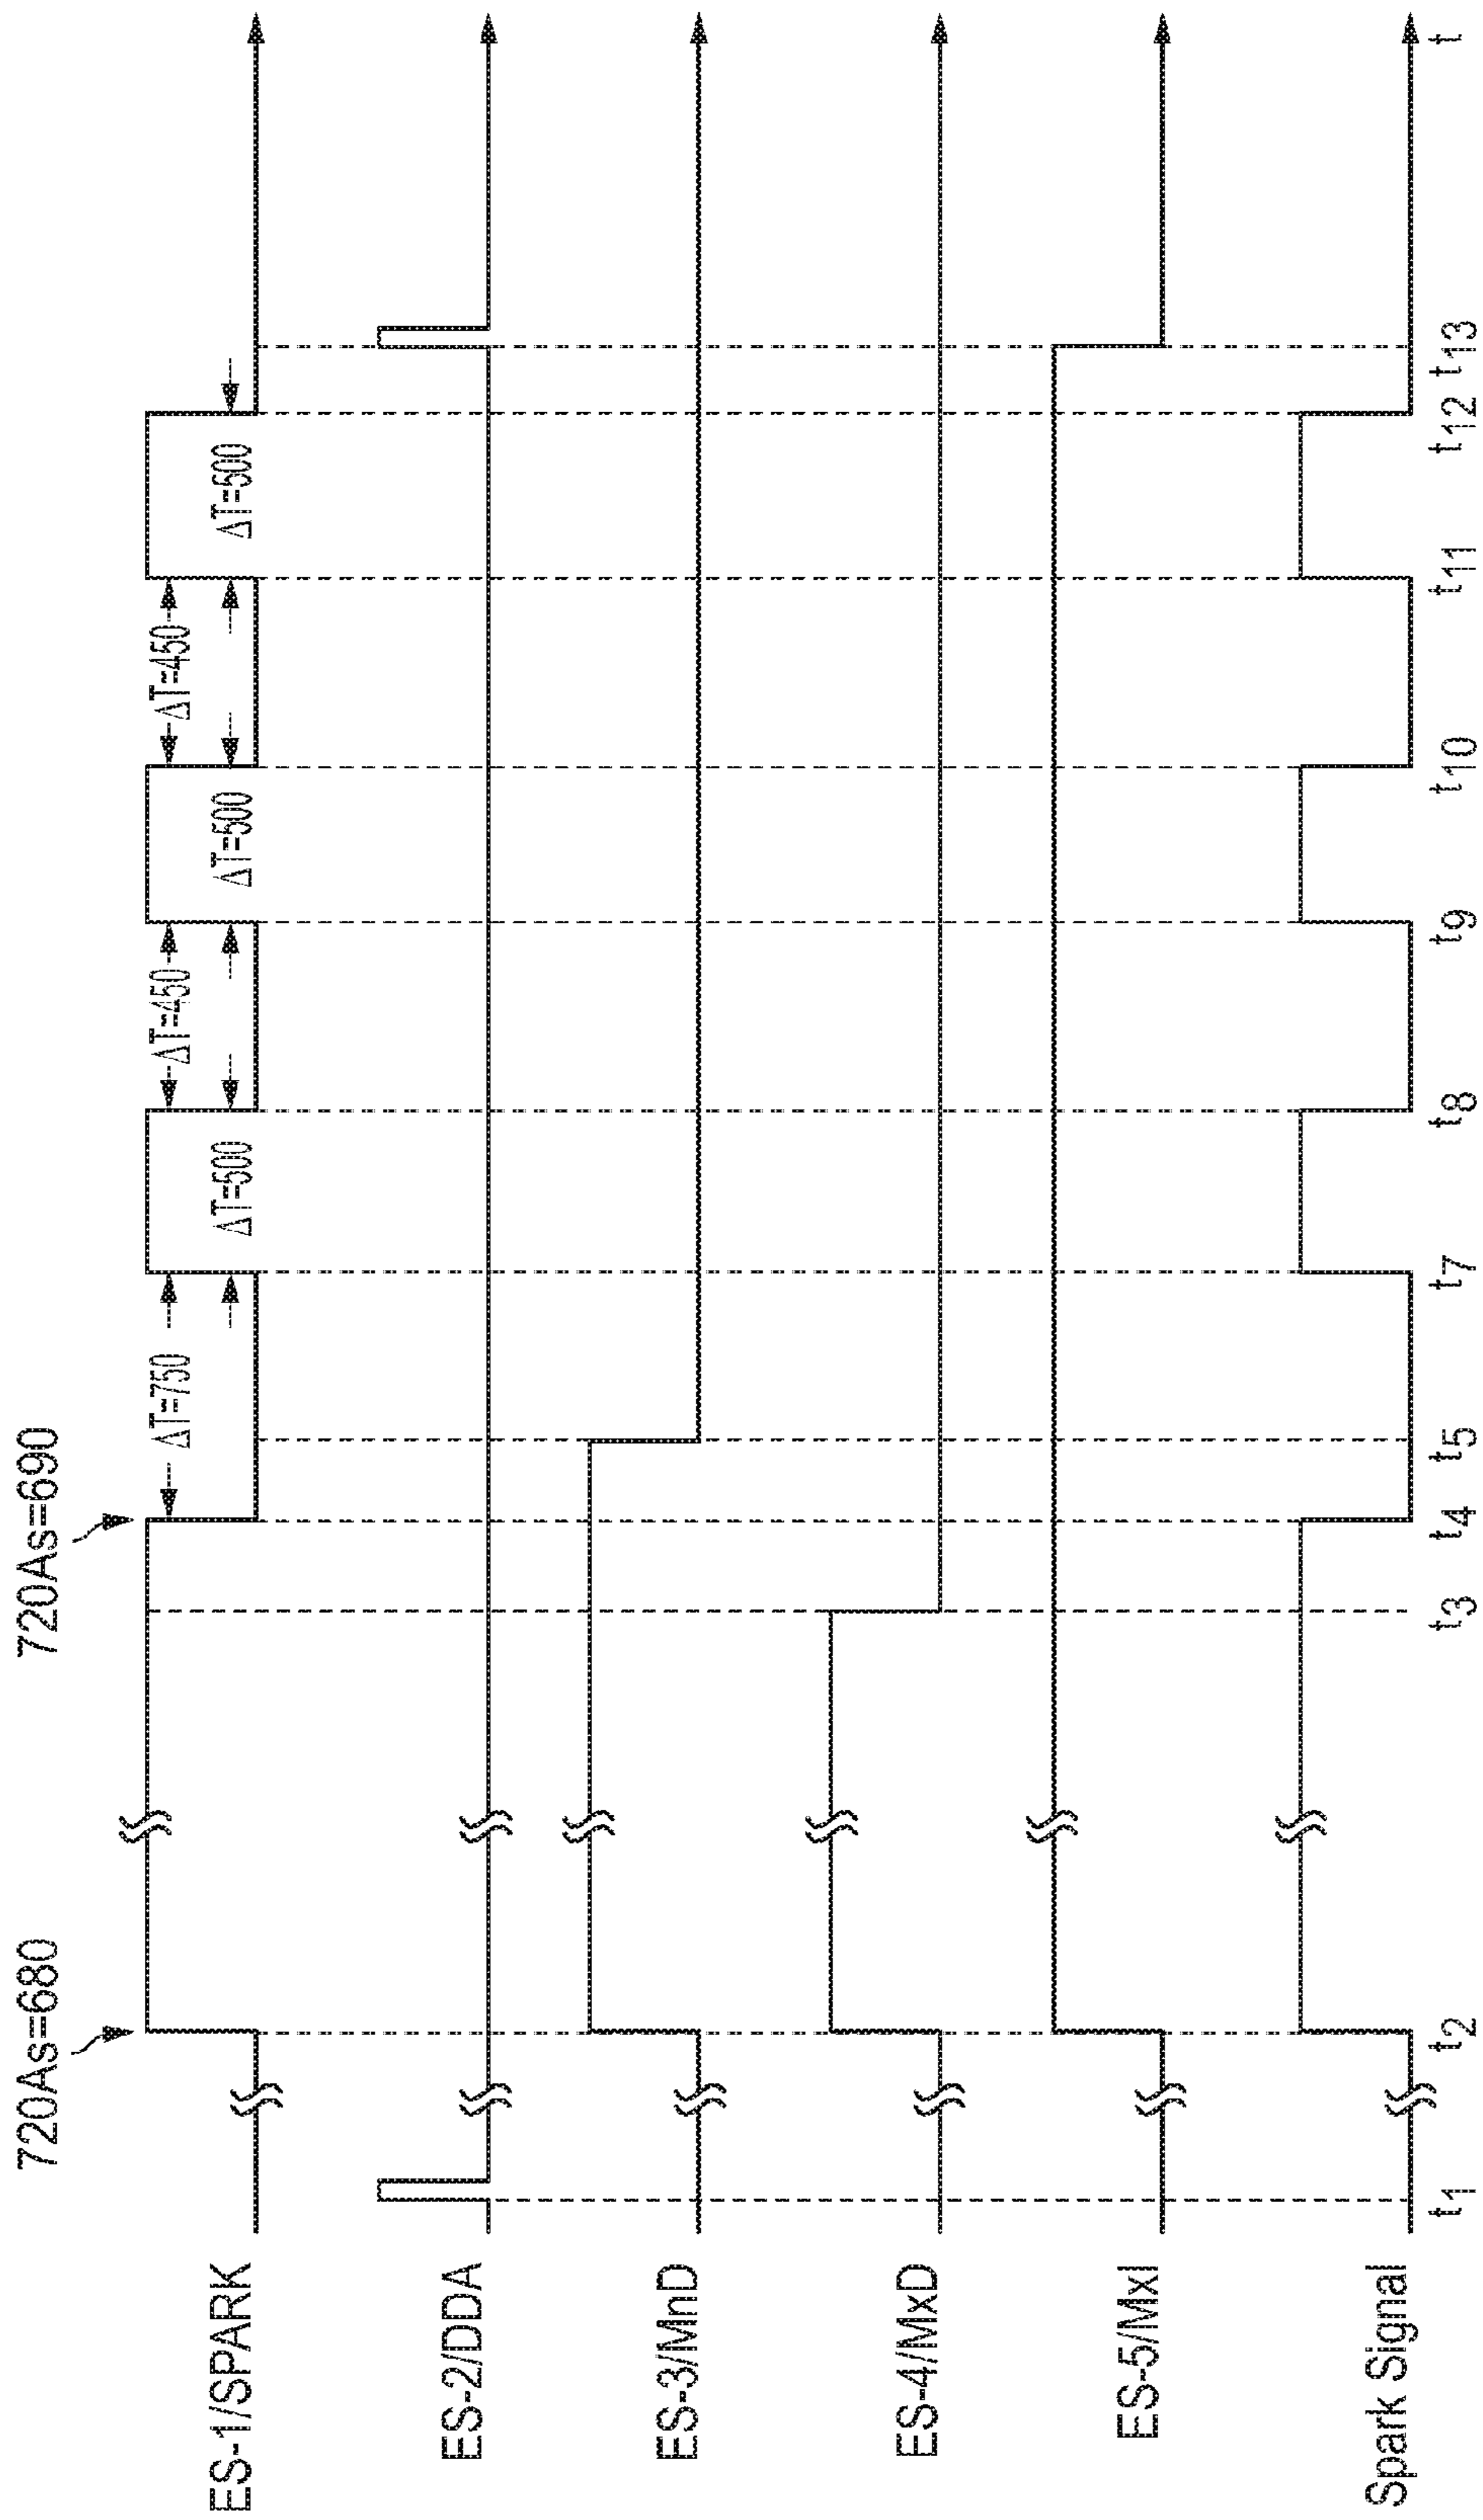 720As=680
720As=690
ES-1/SPARK
ΔT=750
ΔT=450
ΔT=450
ΔT=500
ΔT=500
ΔT=500
ES-2/DDA
ES-3/MnD
ES-4/MxD
ES-5/MxI
Spark Signal
t1 t2 t3 t4 t5 t7 t8 t9 t10 t11 t12 t13 t